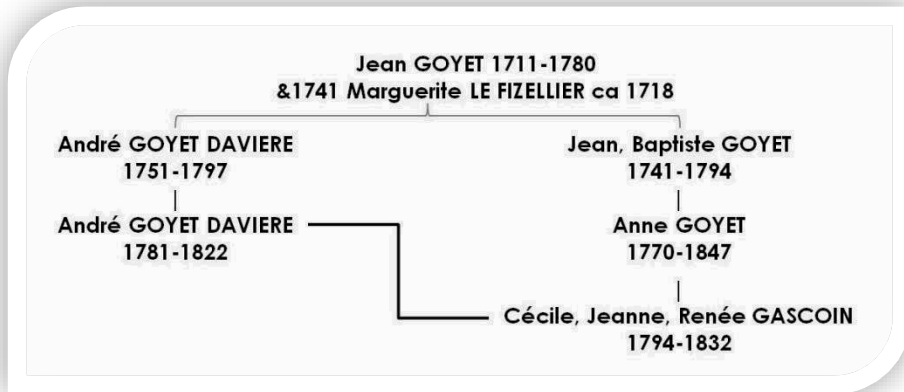 Jean GOYET 1711-1780
&1741 Marguerite LE FIZELLIER ca 1718
André GOYET DAVIERE
1751-1797
Jean, Baptiste GOYET
1741-1794
André GOYET DAVIERE
1781-1822
Anne GOYET
1770-1847
Cécile, Jeanne, Renée GASCOIN
1794-1832